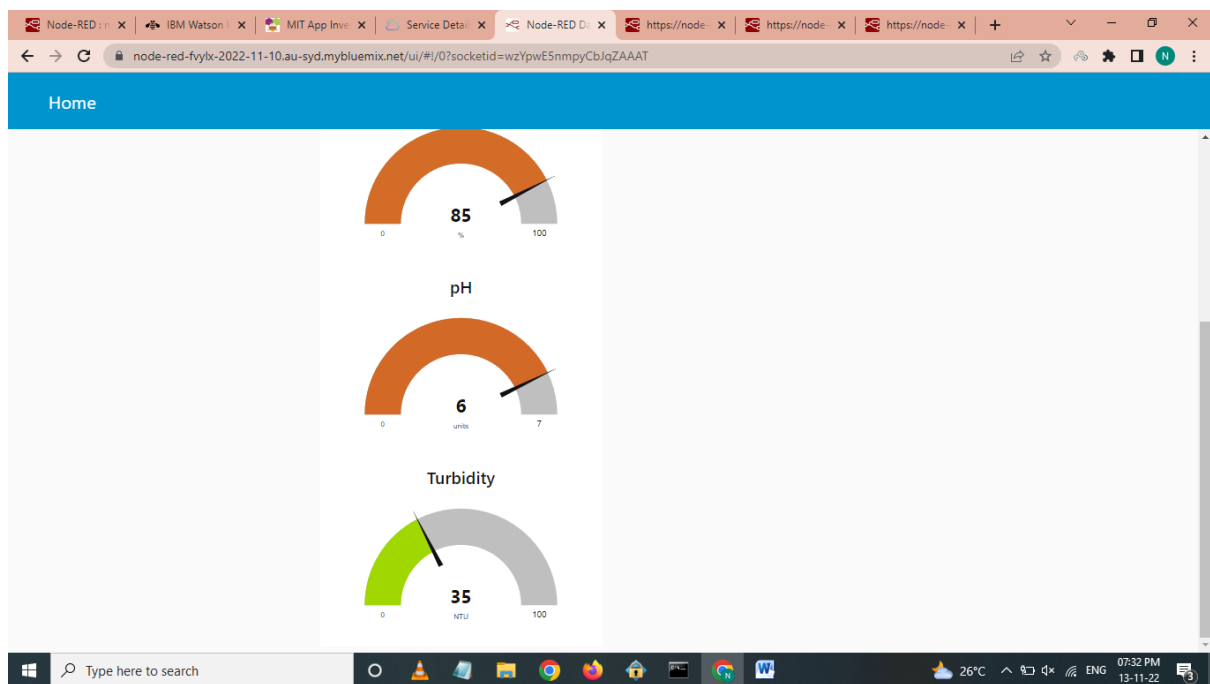 Node-RED : n
IBM Watson I
MIT App Inve
Service Detail
Node-RED Da
https://node-
https://node-
https://node-
node-red-fvylx-2022-11-10.au-syd.mybluemix.net/ui/#!/0?socketid=wzYpwE5nmpyCbJqZAAAT
N
Home
85
0 % 100
pH
6
0 units 7
Turbidity
35
0 NTU 100
Type here to search
26°C
ENG
07:32 PM
13-11-22
3